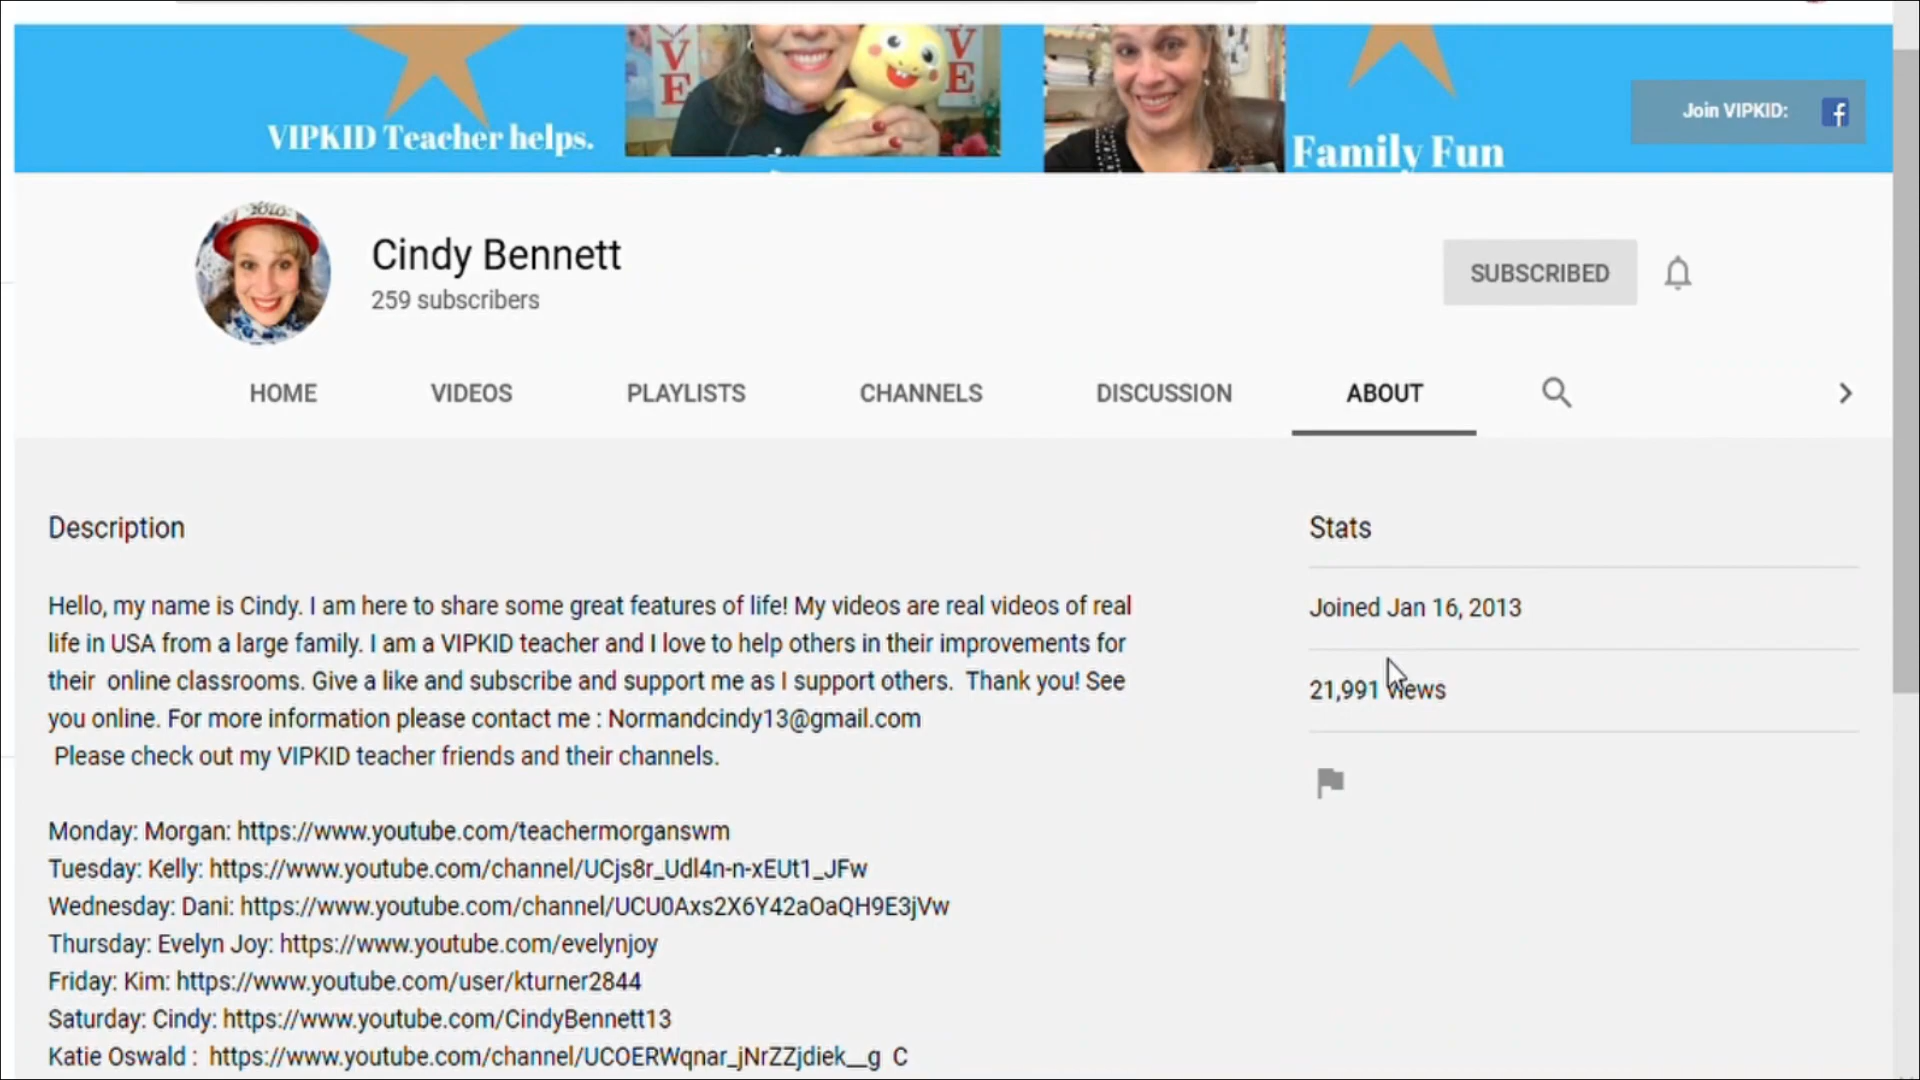 VE
VE
VIPKID Teacher helps.
Family Fun
Join VIPKID:
2020
Cindy Bennett
259 subscribers
SUBSCRIBED
HOME VIDEOS PLAYLISTS CHANNELS DISCUSSION ABOUT
Description
Stats
Hello, my name is Cindy. I am here to share some great features of life! My videos are real videos of real
life in USA from a large family. I am a VIPKID teacher and I love to help others in their improvements for
their online classrooms. Give a like and subscribe and support me as I support others. Thank you! See
you online. For more information please contact me : Normandcindy13@gmail.com
Please check out my VIPKID teacher friends and their channels.
Joined Jan 16, 2013
21,991 views
Monday: Morgan: https://www.youtube.com/teachermorganswm
Tuesday: Kelly: https://www.youtube.com/channel/UCjs8r_Udl4n-n-xEUt1_JFw
Wednesday: Dani: https://www.youtube.com/channel/UCU0Axs2X6Y42aOaQH9E3jVw
Thursday: Evelyn Joy: https://www.youtube.com/evelynjoy
Friday: Kim: https://www.youtube.com/user/kturner2844
Saturday: Cindy: https://www.youtube.com/CindyBennett13
Katie Oswald : https://www.youtube.com/channel/UCOERWqnar_jNrZZjdiek__g C